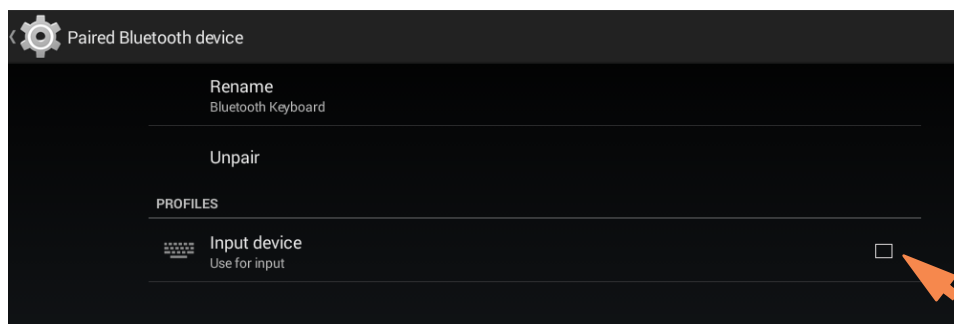 Paired Bluetooth device
Rename
Bluetooth Keyboard
Unpair
PROFILES
Input device
Use for input